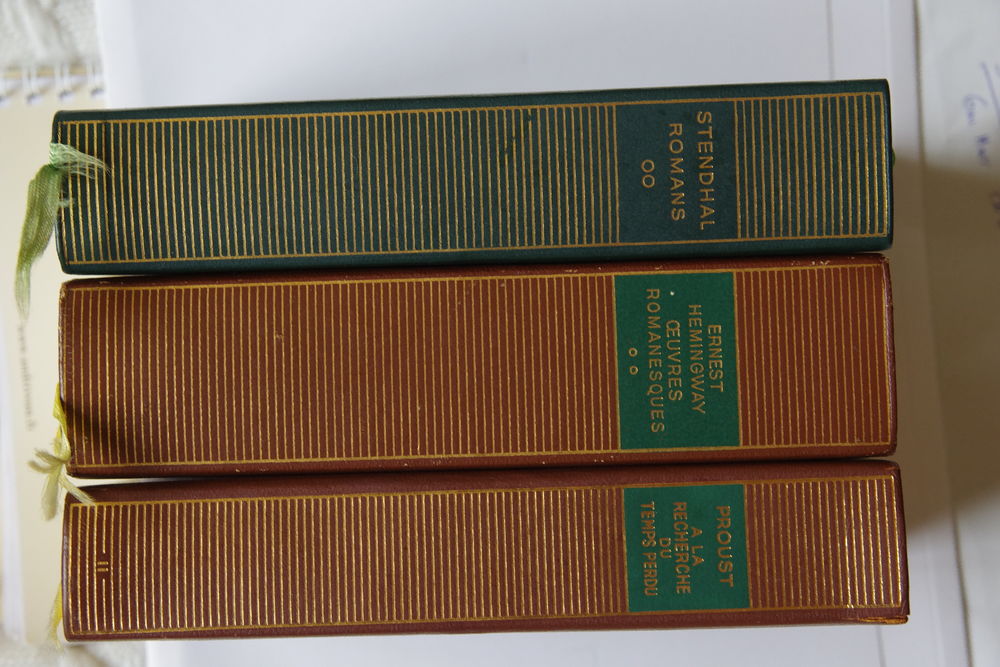 STENDHAL
ROMANS
ERNEST
HEMINGWAY
ŒUVRES
ROMANESQUES
PROUST
A LA
RECHERCHE
DU
TEMPS PERDU
II